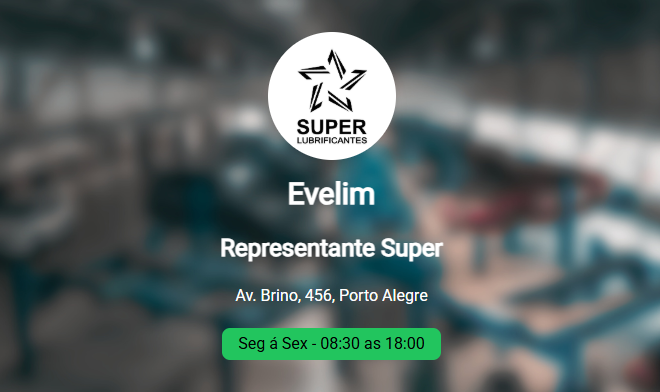 SUPER
LUBRIFICANTES
Evelim
Representante Super
Av. Brino, 456, Porto Alegre
Seg á Sex - 08:30 as 18:00